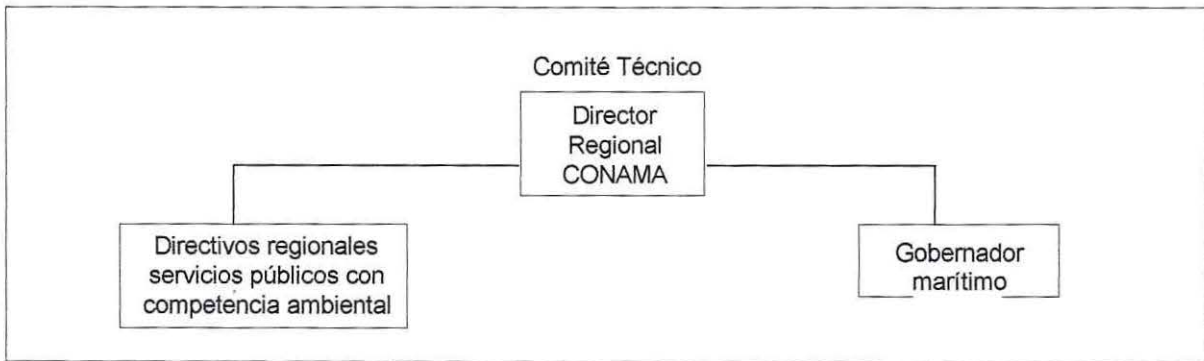 Comité Técnico
Director
Regional
CONAMA
Directivos regionales
servicios públicos con
competencia ambiental
Gobernador
marítimo